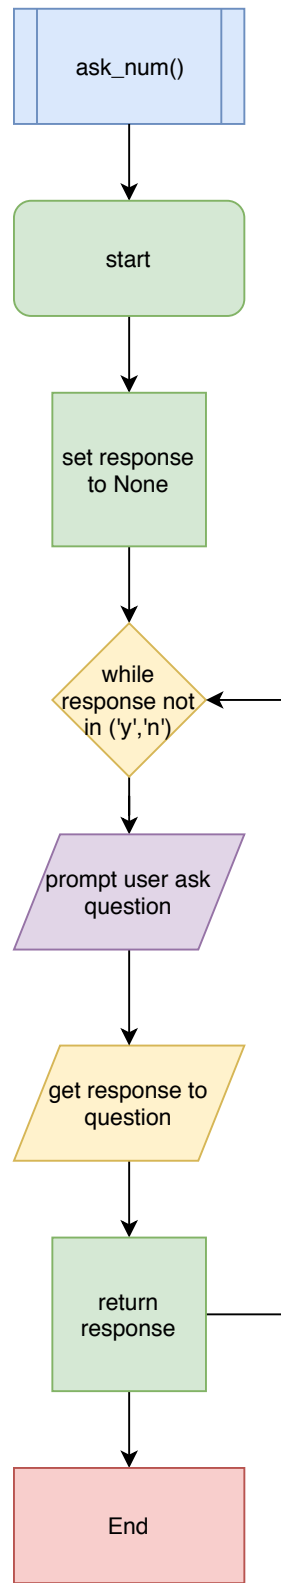 ask_num()
start
set response
to None
while
response not
in ('y','n')
prompt user ask
question
get response to
question
return
response
End